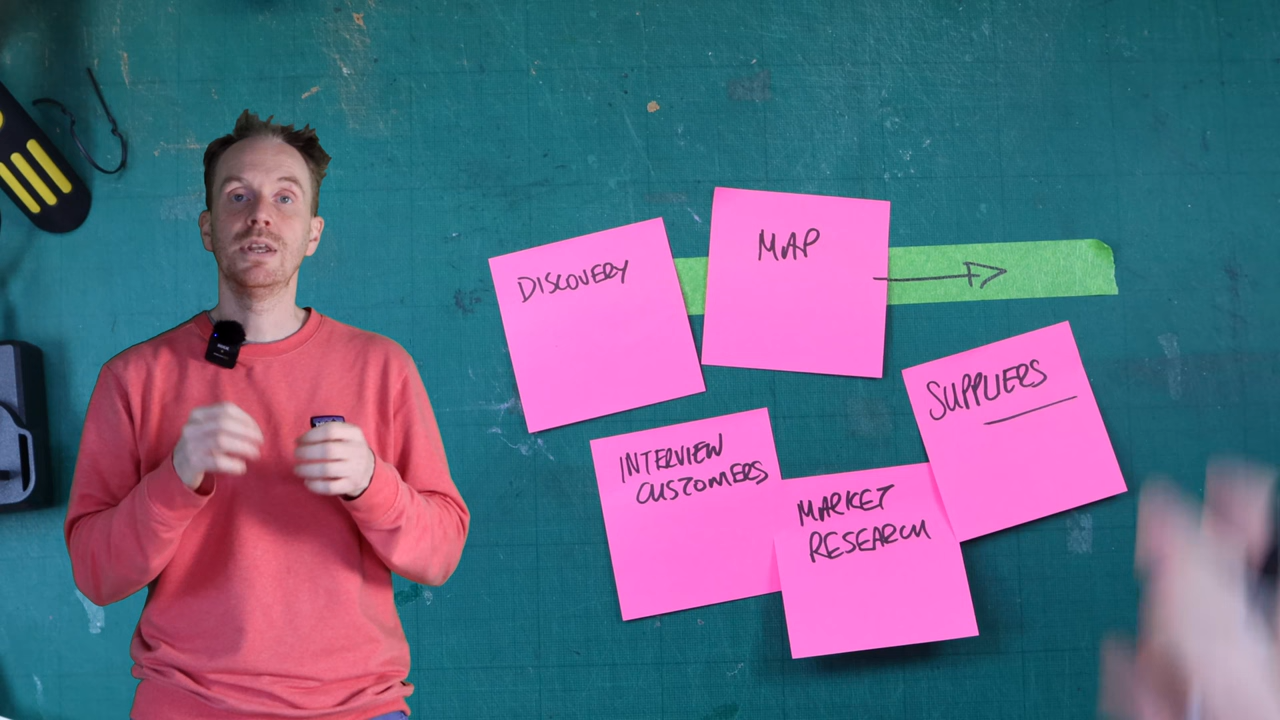 DISCOVERY
MAP
SUPPLIERS
INTERVIEW
CUSTOMERS
MARKET
RESEARCH